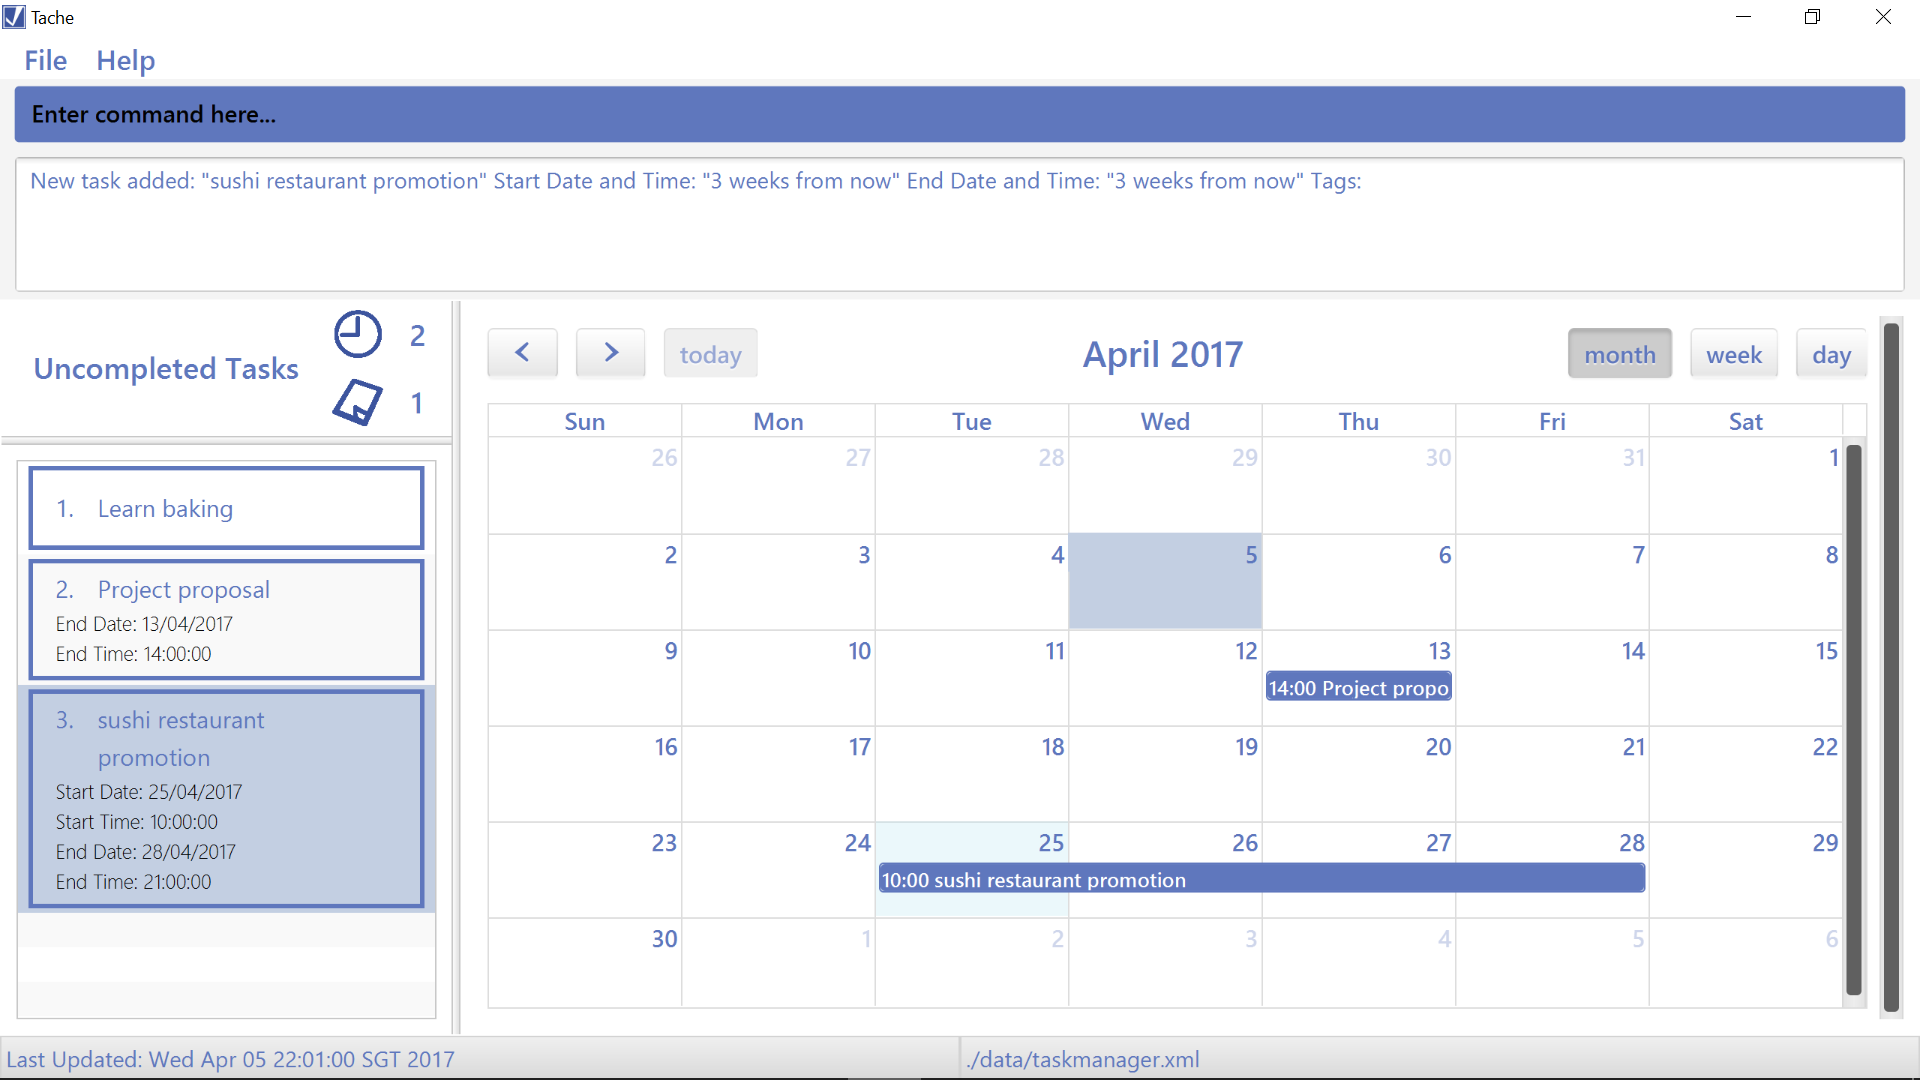 Tache
File Help
Enter command here...
New task added: "sushi restaurant promotion" Start Date and Time: "3 weeks from now" End Date and Time: "3 weeks from now" Tags:
Uncompleted Tasks
2
1
1. Learn baking
2. Project proposal
End Date: 13/04/2017
End Time: 14:00:00
3. sushi restaurant
promotion
Start Date: 25/04/2017
Start Time: 10:00:00
End Date: 28/04/2017
End Time: 21:00:00
< > today April 2017 month week day
Sun Mon Tue Wed Thu Fri Sat
26 27 28 29 30 31 1
2 3 4 5 6 7 8
9 10 11 12 13 14 15
14:00 Project propo
16 17 18 19 20 21 22
23 24 25 26 27 28 29
10:00 sushi restaurant promotion
30 1 2 3 4 5 6
Last Updated: Wed Apr 05 22:01:00 SGT 2017
./data/taskmanager.xml